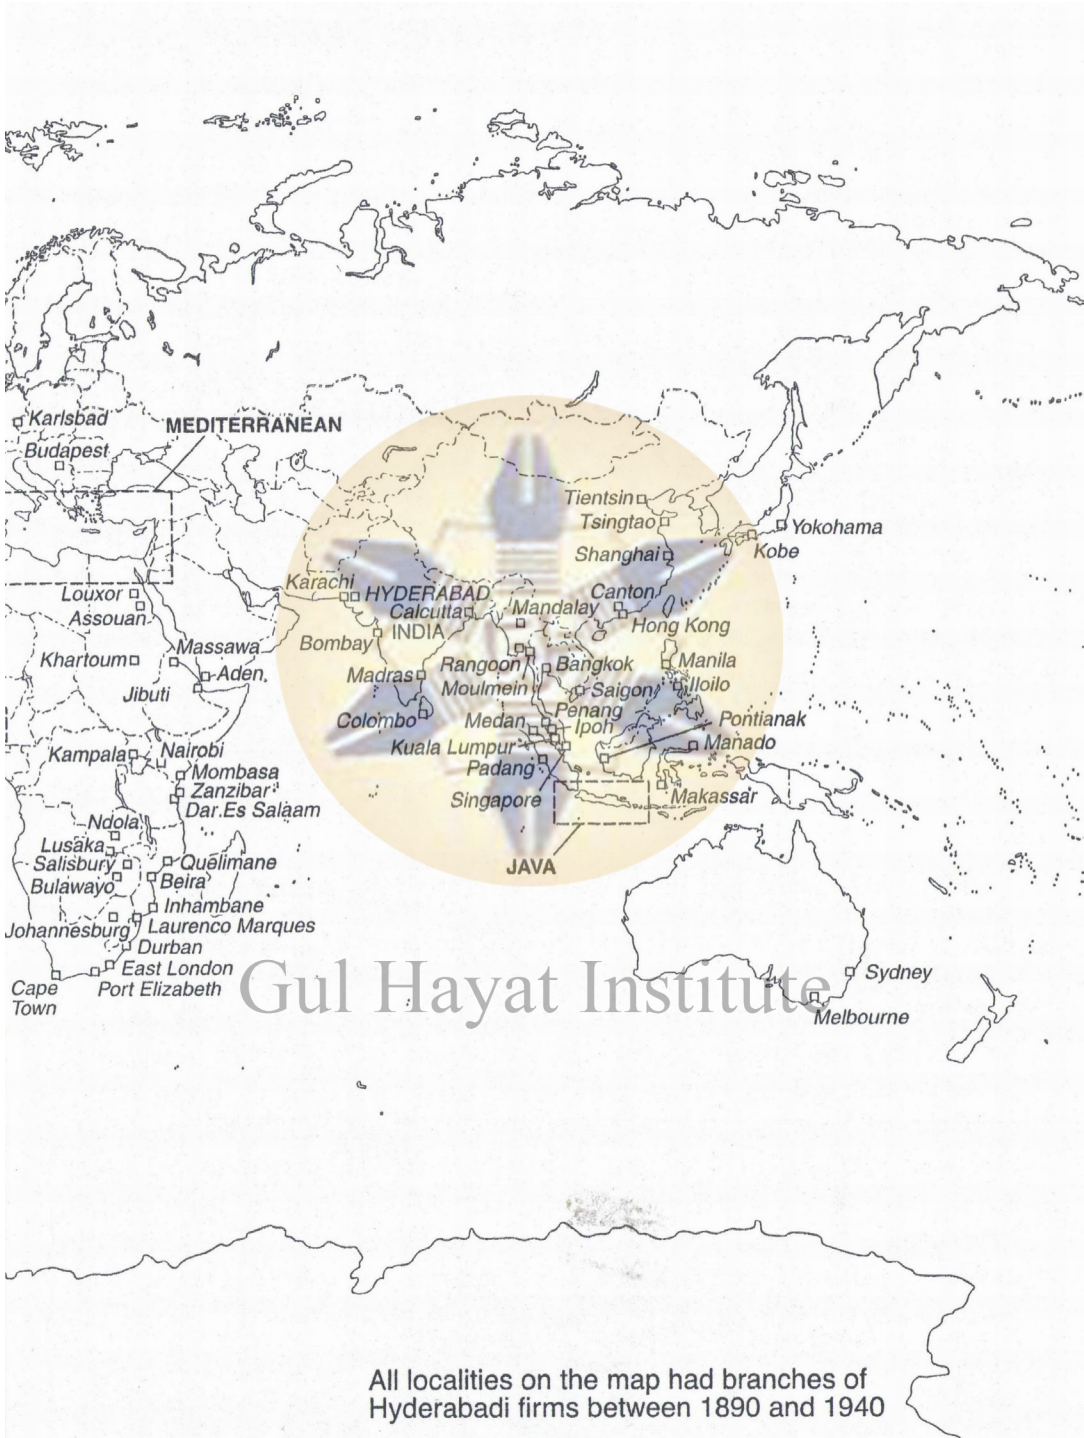 Karlsbad
MEDITERRANEAN
Budapest
Tientsin
Tsingtao
Yokohama
Kobe
Shanghai
Karachi
HYDERABAD
Louxor
Canton
Calcutta
Mandalay
Assouan
INDIA
Hong Kong
Bombay
Massawa
Khartoum
Rangoon
Bangkok
Manila
Aden
Madras
Jibuti
Moulmein
Saigon
Iloilo
Penang
Colombo
Medan
Ipoh
Pontianak
Kampala
Nairobi
Kuala Lumpur
Manado
Padang
Mombasa
Zanzibar
Singapore
Makassar
Dar.Es Salaam
Ndola
Lusaka
Salisbury
Quelimane
JAVA
Bulawayo
Beira
Inhambane
Johannesburg
Laurenco Marques
Durban
East London
Sydney
Cape
Town
Port Elizabeth
Gul Hayat Institute
Melbourne
All localities on the map had branches of
Hyderabadi firms between 1890 and 1940